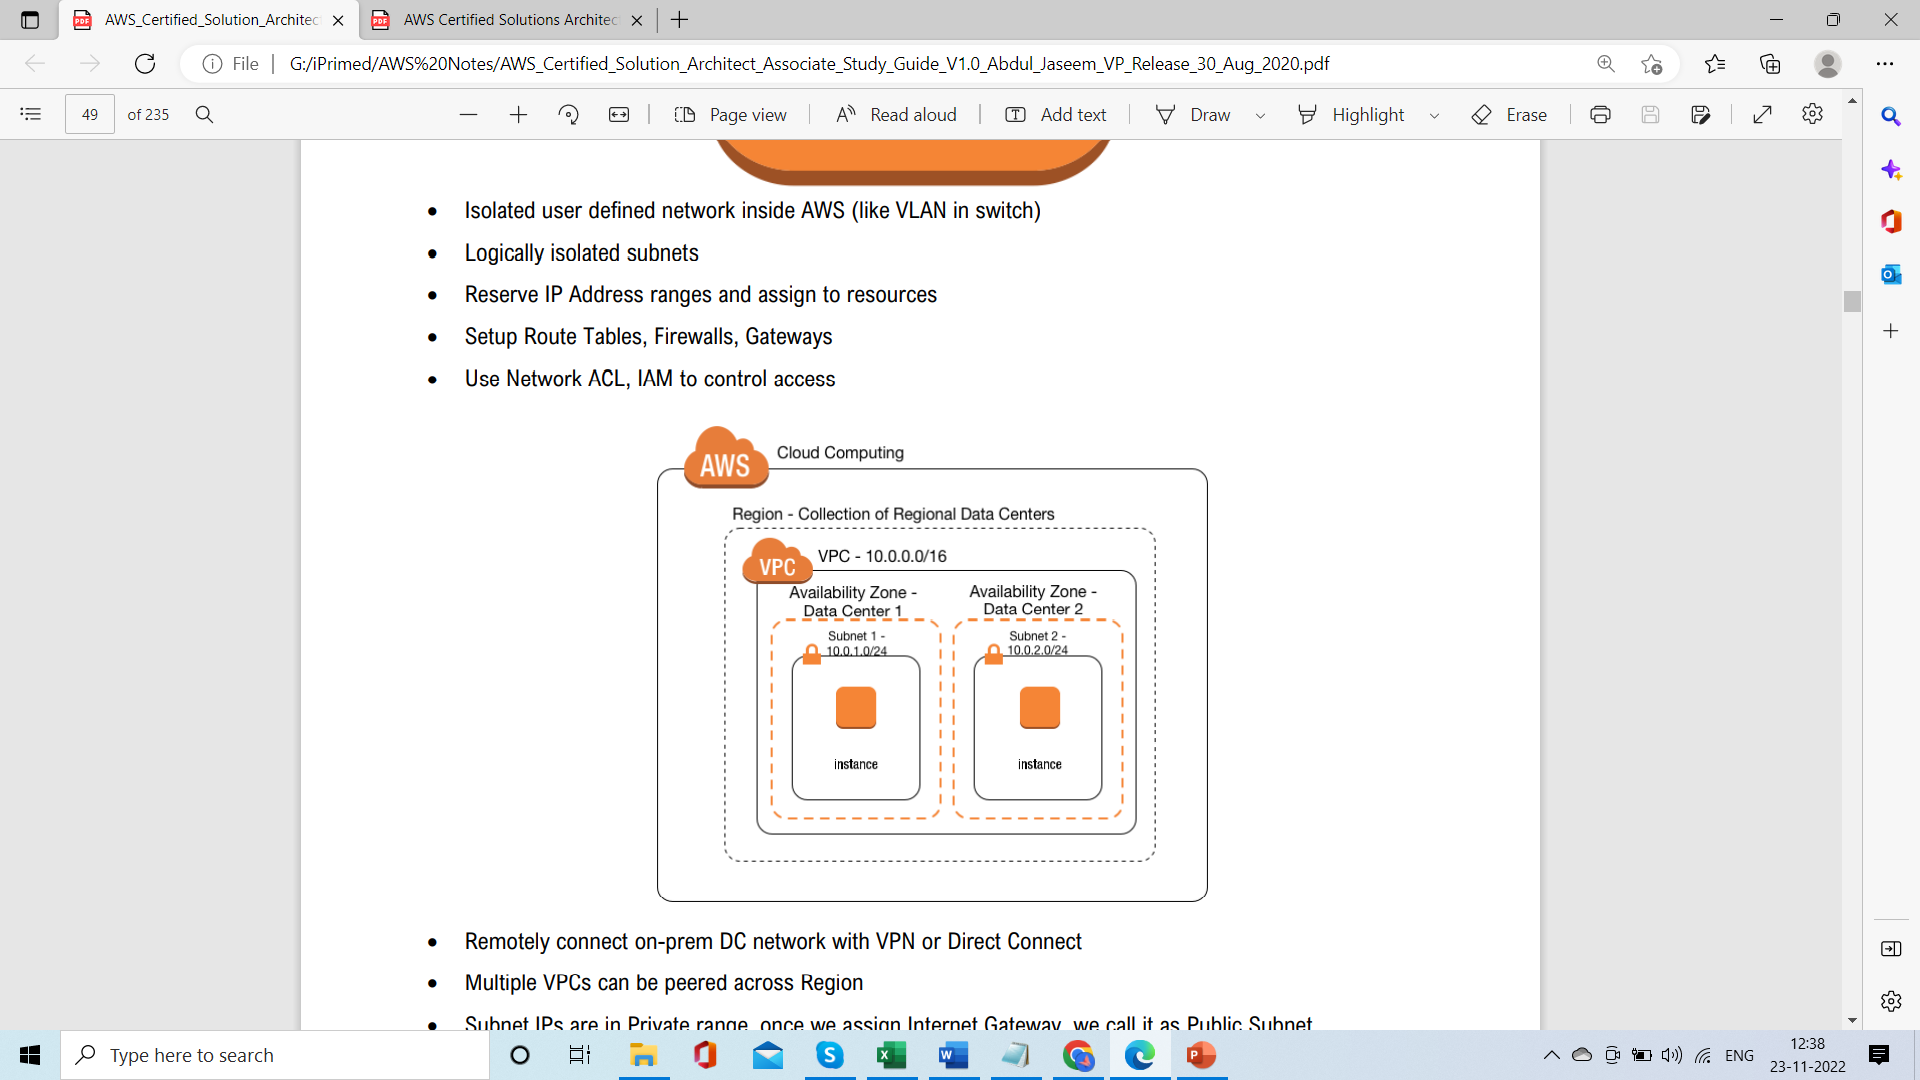 AWS_Certified_Solution_Architec
AWS Certified Solutions Architec
File
G:/iPrimed/AWS%20Notes/AWS_Certified_Solution_Architect_Associate_Study_Guide_V1.0_Abdul_Jaseem_VP_Release_30_Aug_2020.pdf
49 of 235
Page view
Read aloud
Add text
Draw
Highlight
Erase
• Isolated user defined network inside AWS (like VLAN in switch)
• Logically isolated subnets
• Reserve IP Address ranges and assign to resources
• Setup Route Tables, Firewalls, Gateways
• Use Network ACL, IAM to control access
AWS
Cloud Computing
Region - Collection of Regional Data Centers
VPC
VPC - 10.0.0.0/16
Availability Zone -
Data Center 1
Availability Zone -
Data Center 2
Subnet 1 -
10.0.1.0/24
Subnet 2 -
10.0.2.0/24
instance
instance
• Remotely connect on-prem DC network with VPN or Direct Connect
• Multiple VPCs can be peered across Region
• Subnet IPs are in Private range, once we assign Internet Gateway, we call it as Public Subnet
Type here to search
ENG
12:38
23-11-2022